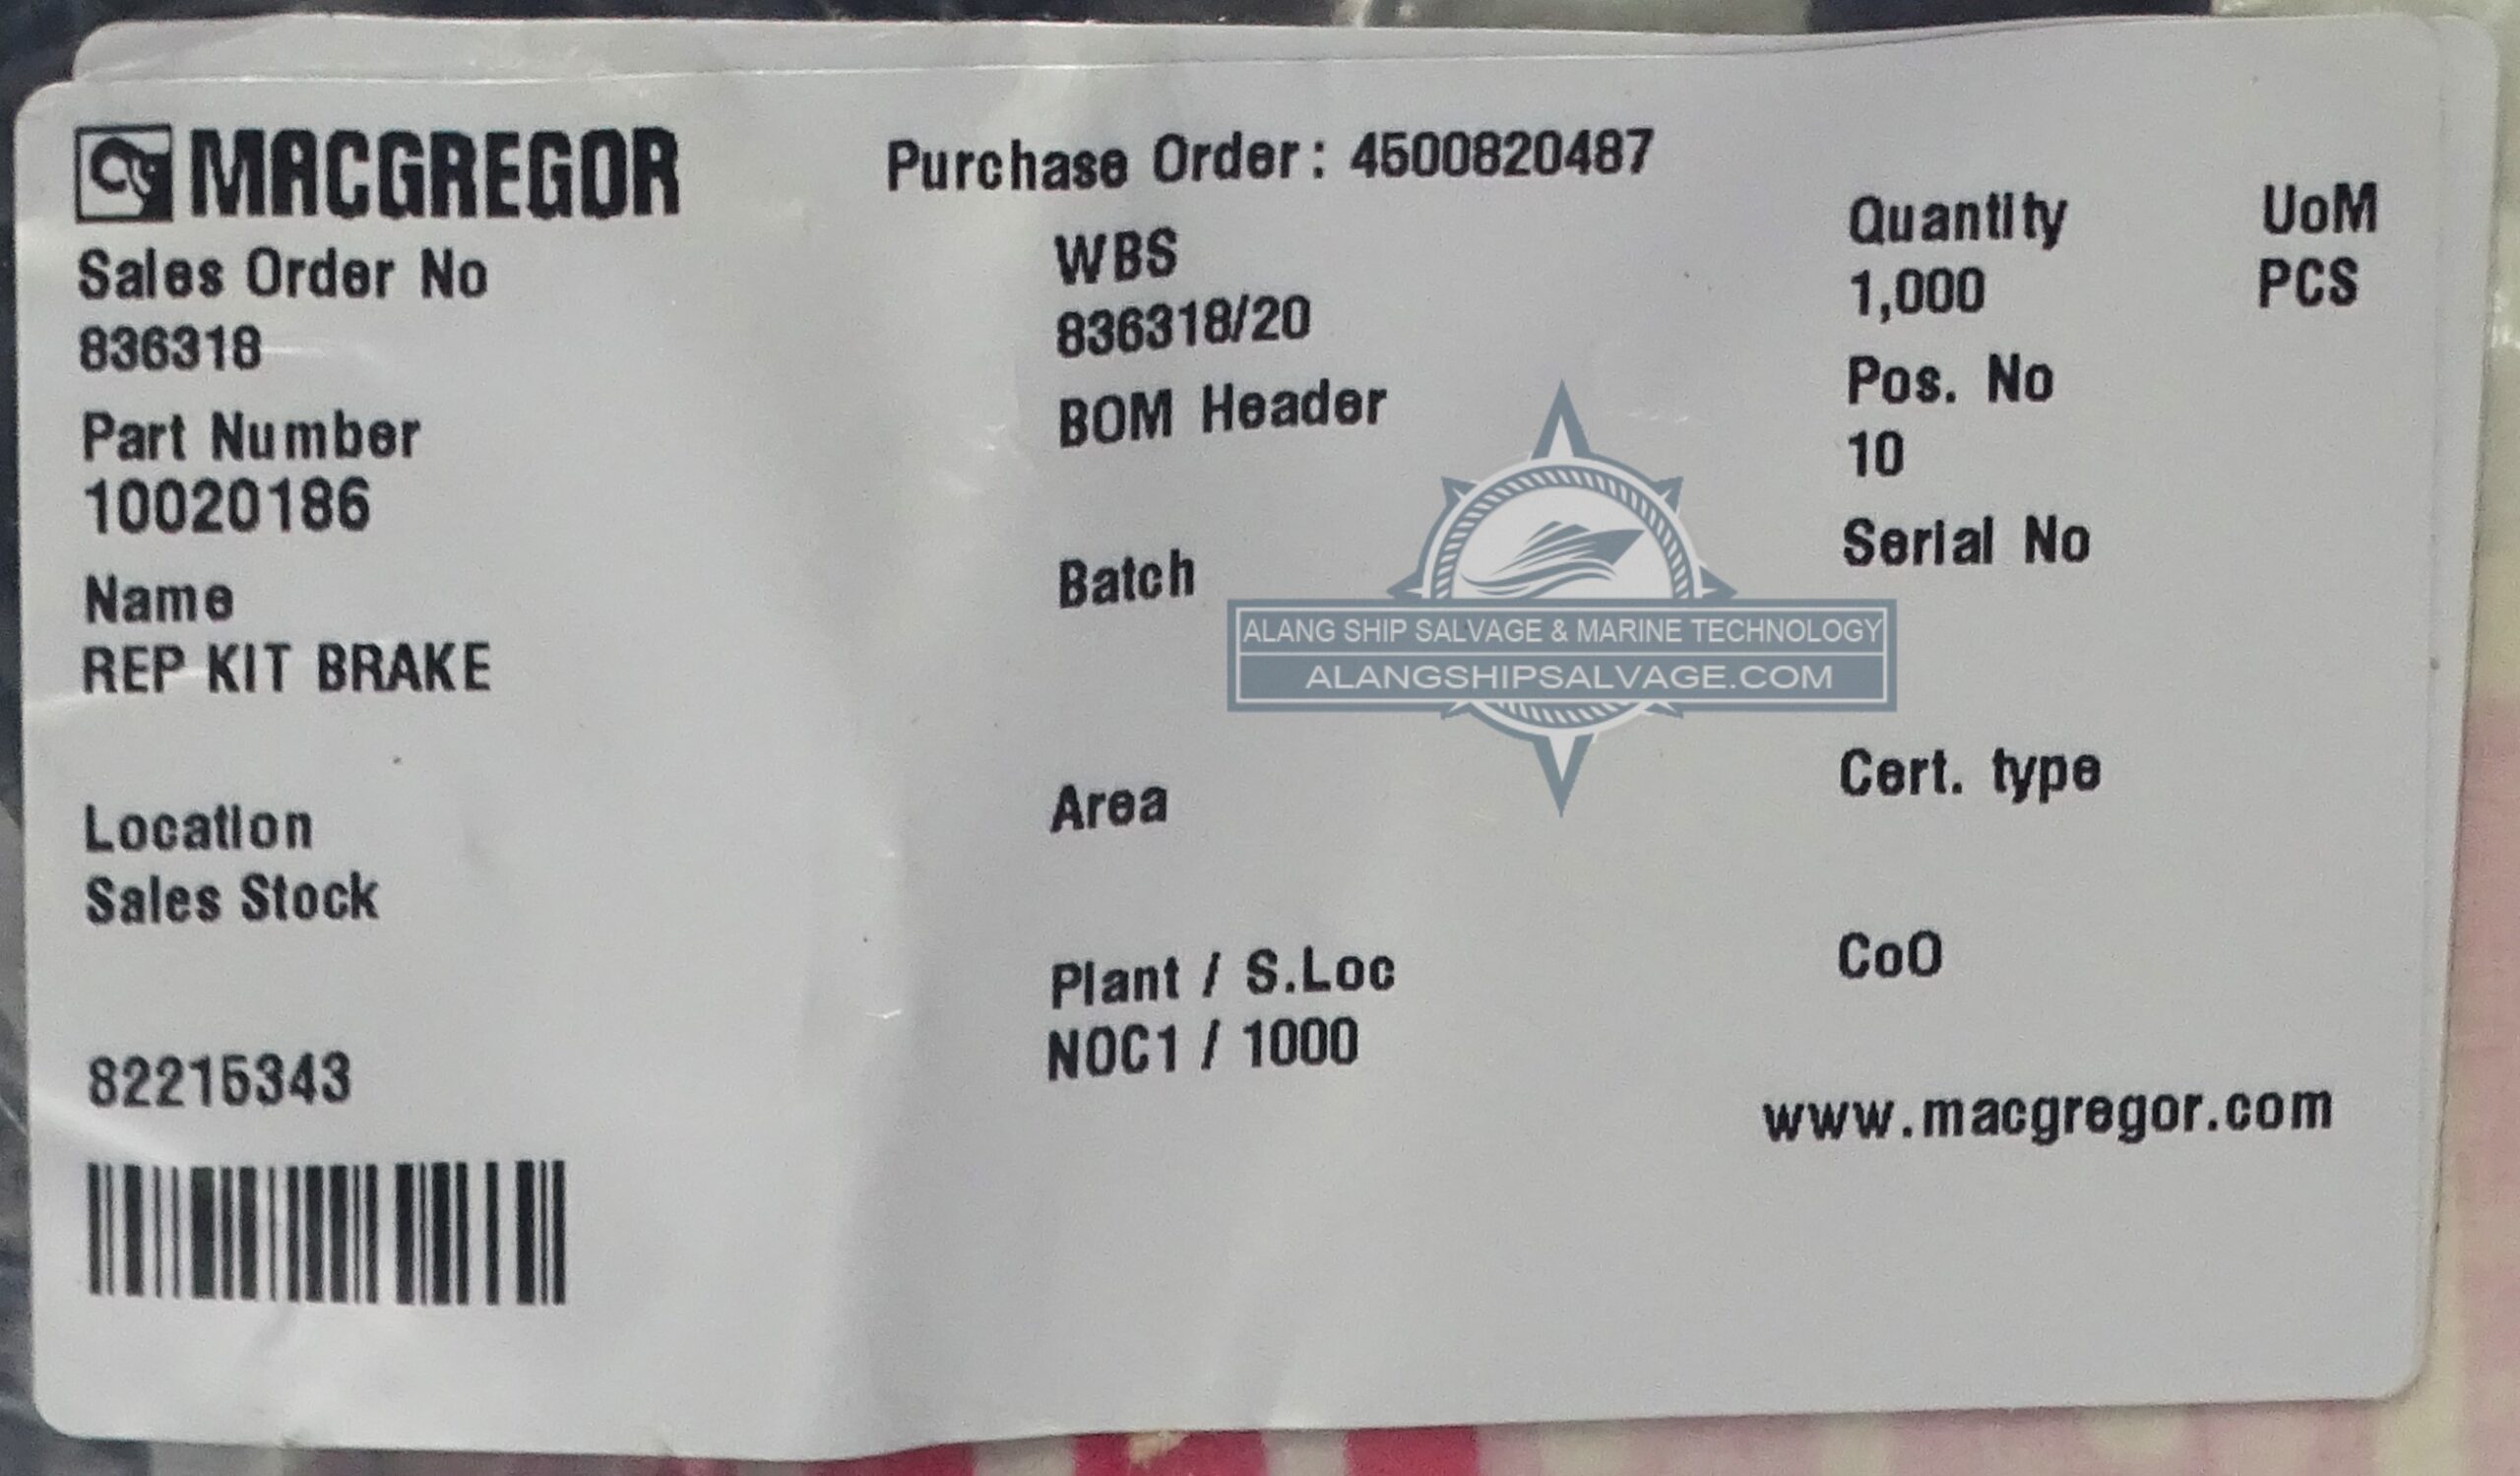 MACGREGOR
Purchase Order: 4500820487
Sales Order No
836318
Part Number
10020186
Name
REP KIT BRAKE
Location
Sales Stock
82215343
WBS
836318/20
BOM Header
Batch
Area
Plant / S.Loc
NOC1 / 1000
Quantity UoM
1,000 PCS
Pos. No
10
Serial No
Cert. type
CoO
www.macgregor.com
ALANG SHIP SALVAGE & MARINE TECHNOLOGY
ALANGSHIPSALVAGE.COM